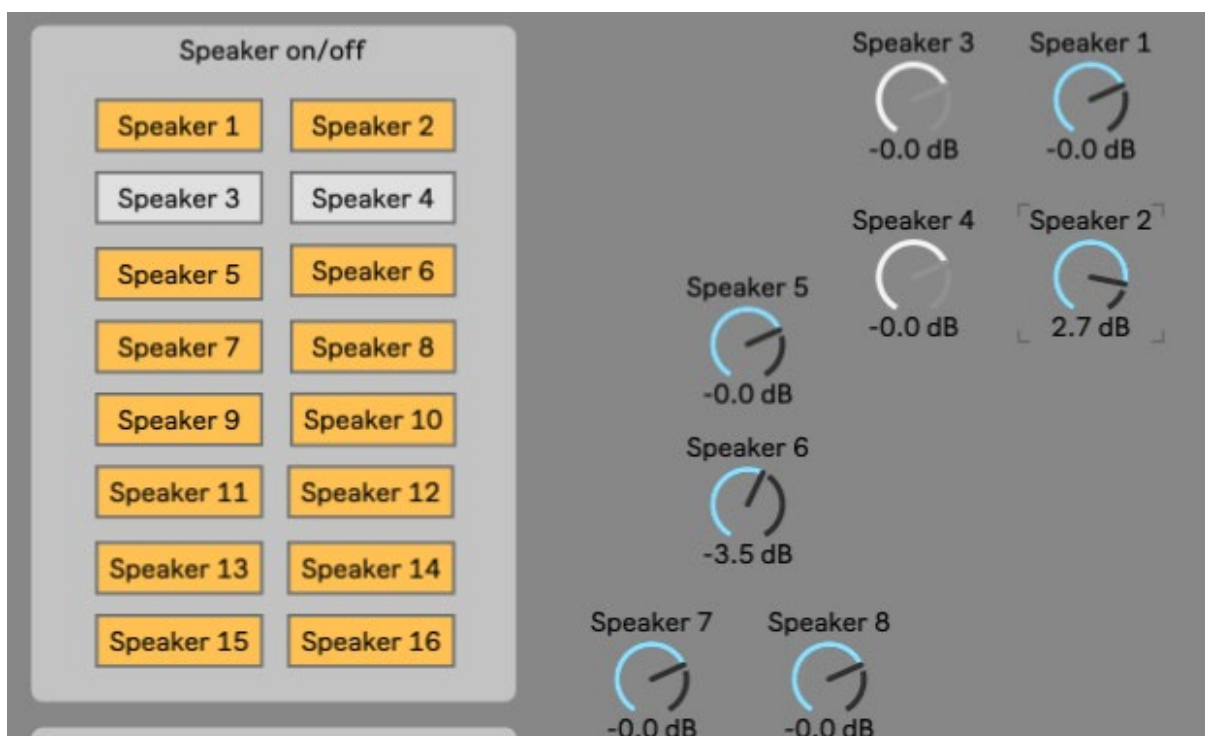 Speaker on/off
Speaker 1 Speaker 2
Speaker 3 Speaker 4
Speaker 5 Speaker 6
Speaker 7 Speaker 8
Speaker 9 Speaker 10
Speaker 11 Speaker 12
Speaker 13 Speaker 14
Speaker 15 Speaker 16
Speaker 3 Speaker 1
-0.0 dB -0.0 dB
Speaker 4 Speaker 2
-0.0 dB 2.7 dB
Speaker 5
-0.0 dB
Speaker 6
-3.5 dB
Speaker 7 Speaker 8
-0.0 dB -0.0 dB